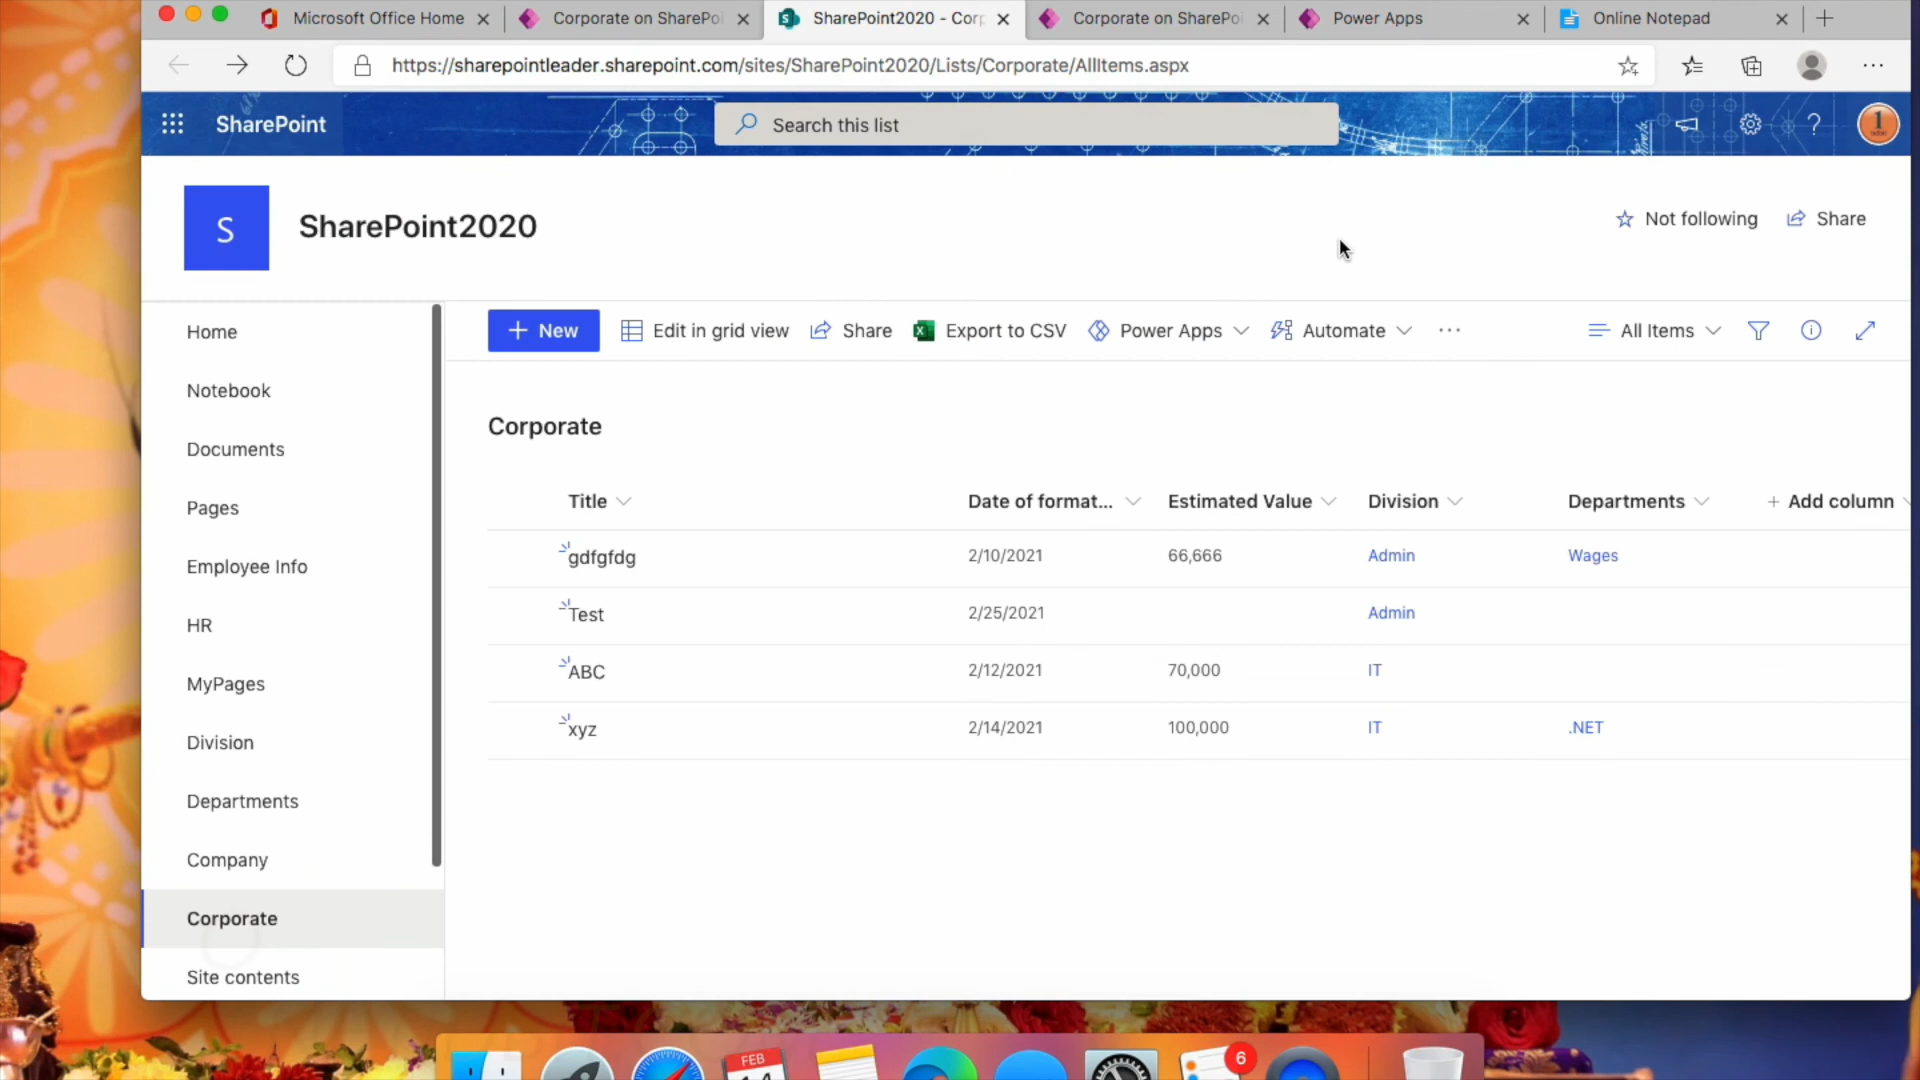 Microsoft Office Home
Corporate on SharePoi
SharePoint2020 - Corp
Corporate on SharePoi
Power Apps
Online Notepad
https://sharepointleader.sharepoint.com/sites/SharePoint2020/Lists/Corporate/AllItems.aspx
SharePoint
Search this list
?
1
S
SharePoint2020
Not following
Share
Home
Notebook
Documents
Pages
Employee Info
HR
MyPages
Division
Departments
Company
Corporate
Site contents
+ New
Edit in grid view
Share
Export to CSV
Power Apps
Automate
...
All Items
Corporate
Title
Date of format...
Estimated Value
Division
Departments
+ Add column
gdfgfdg
2/10/2021
66,666
Admin
Wages
Test
2/25/2021
Admin
ABC
2/12/2021
70,000
IT
xyz
2/14/2021
100,000
IT
.NET
FEB
14
6